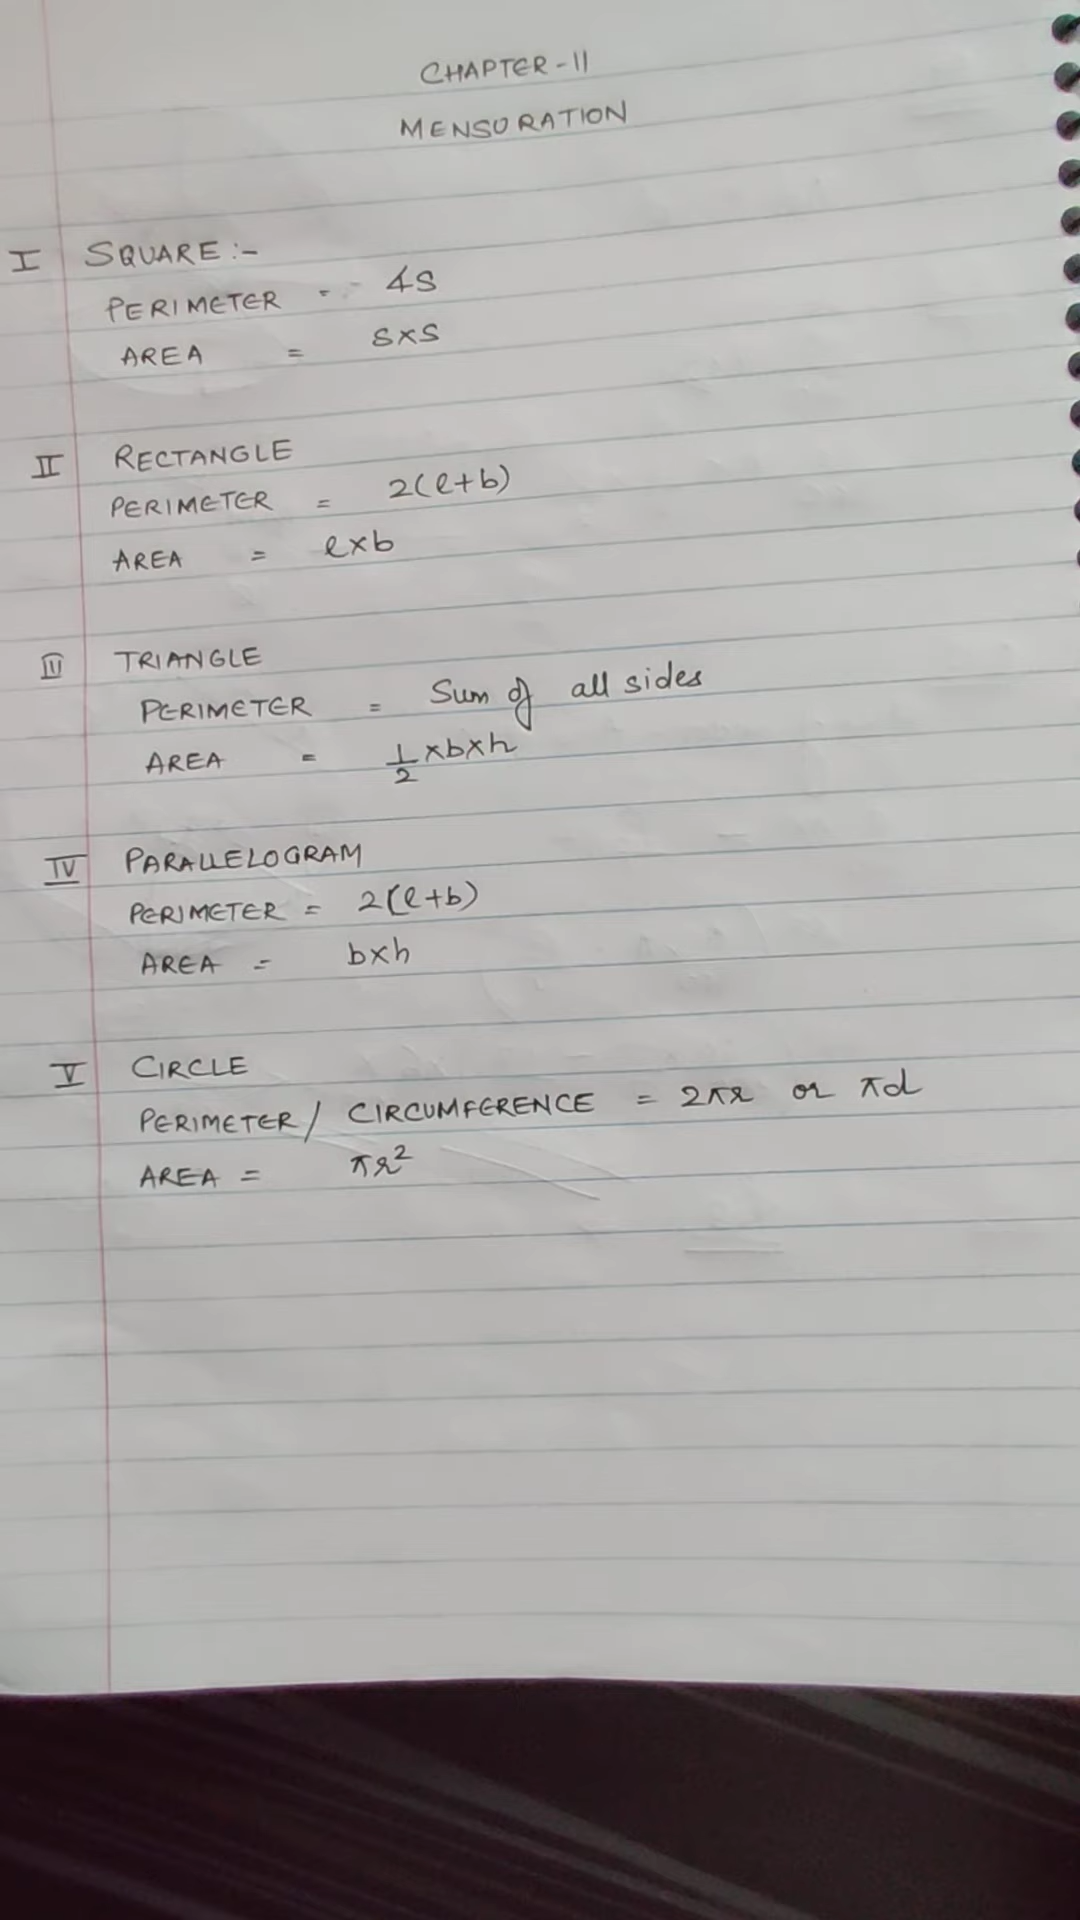 CHAPTER-11
MENSURATION
I SQUARE :-
PERIMETER = 4S
AREA = S×S
II RECTANGLE
PERIMETER = 2(l+b)
AREA = l×b
III TRIANGLE
PERIMETER = Sum of all sides
AREA = 1/2 ×b×h
IV PARALLELOGRAM
PERIMETER = 2(l+b)
AREA = b×h
V CIRCLE
PERIMETER/ CIRCUMFERENCE = 2πr or πd
AREA = πr²